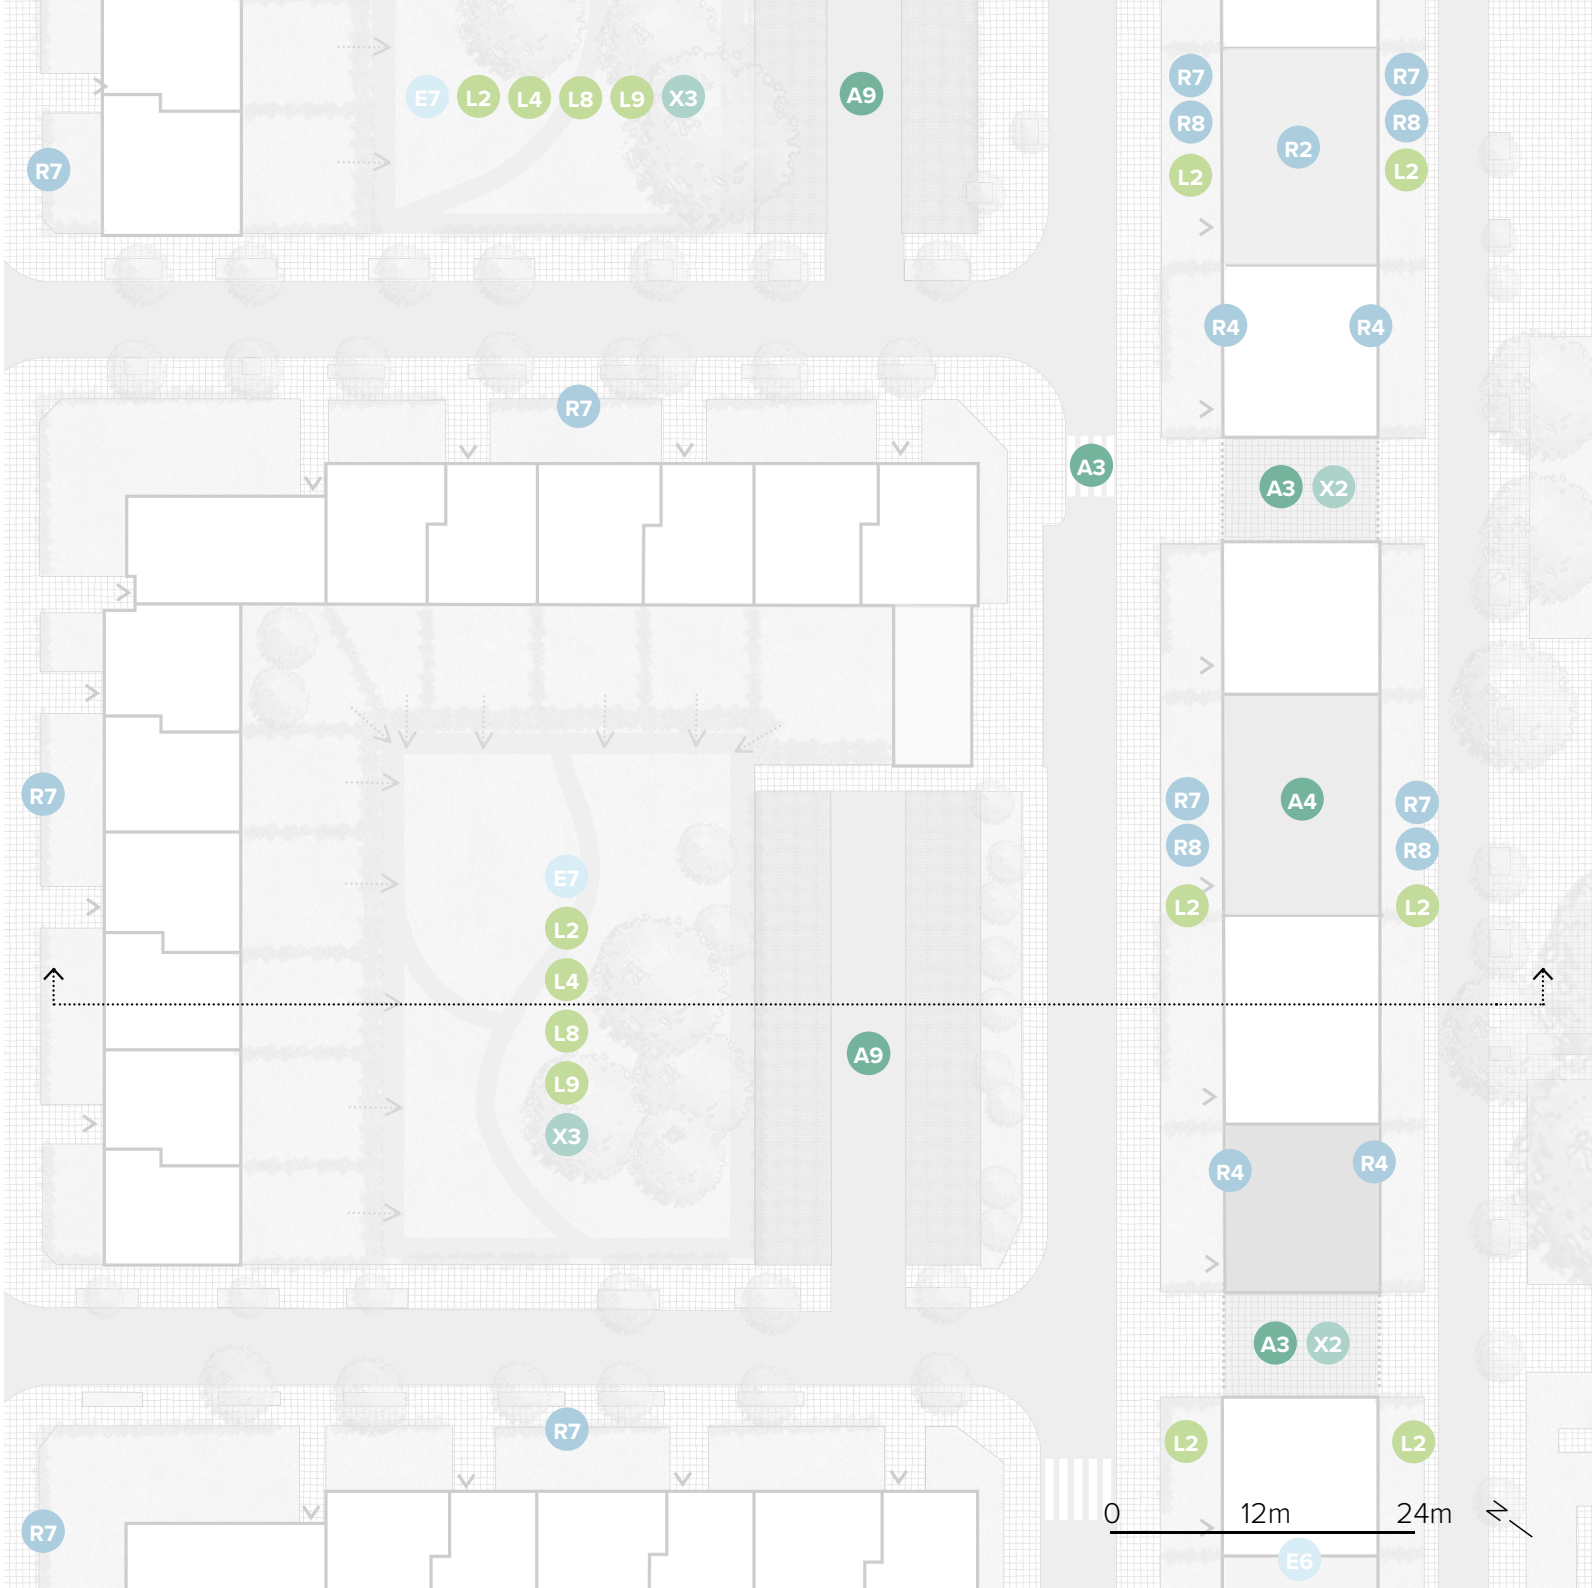 R7 R7
E7 L2 L4 L8 L9 X3 A9
R8 R8
R2
R7 L2 L2
R4 R4
R7
A3
A3 X2
R7 R7 A4 R7
R8 R8
E7
L2 L2
L2
L4
L8
A9
L9
X3
R4 R4
A3 X2
R7
L2 L2
0 12m 24m N
R7
E6